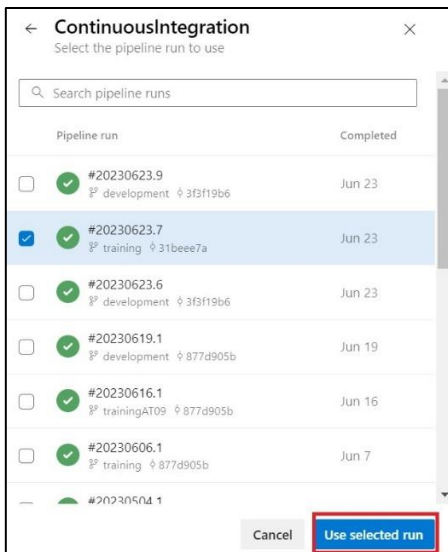 ContinuousIntegration
Select the pipeline run to use
Search pipeline runs
Pipeline run Completed
#20230623.9
development 3f3f19b6 Jun 23
#20230623.7
training 31beee7a Jun 23
#20230623.6
development 3f3f19b6 Jun 23
#20230619.1
development 877d905b Jun 19
#20230616.1
trainingAT09 877d905b Jun 16
#20230606.1
training 877d905b Jun 7
#20230504.1
Cancel Use selected run